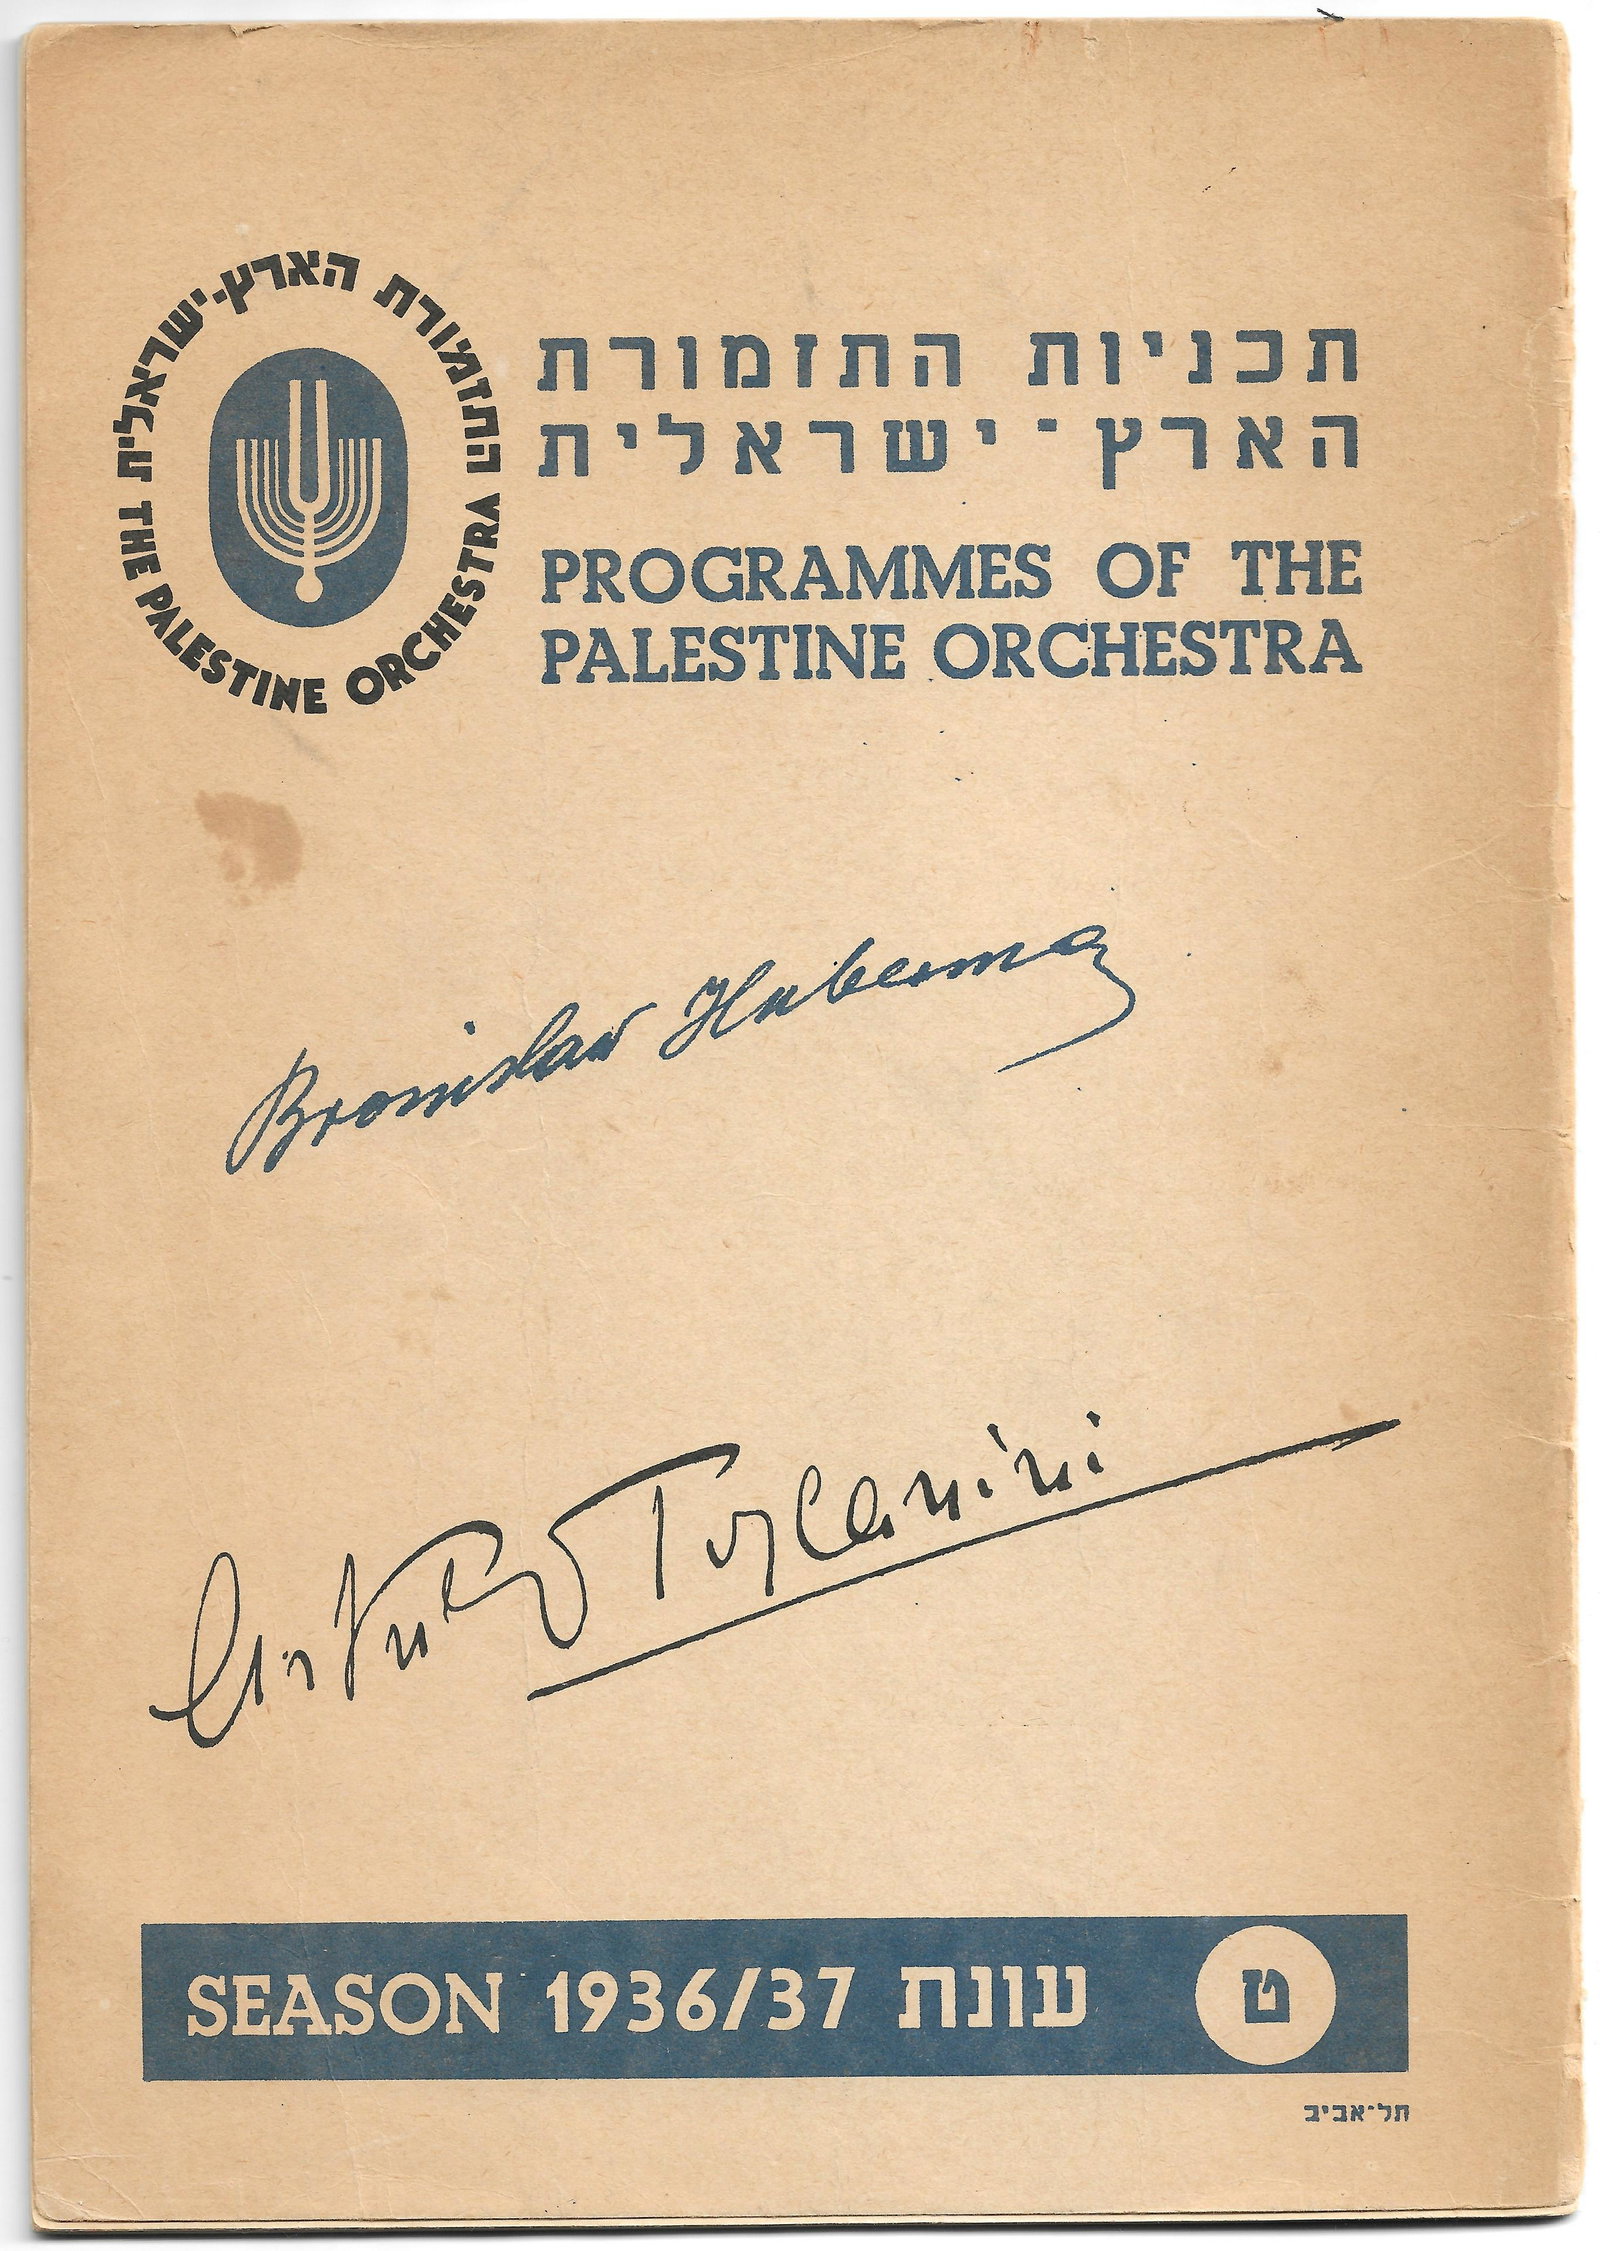 התזמורת הארץ-ישראלית
THE PALESTINE ORCHESTRA
תכניות התזמורת
הארץ-ישראלית
PROGRAMMES OF THE
PALESTINE ORCHESTRA
Bronislaw Huberman
Arturo Toscanini
SEASON 1936/37 עונת
ט
תל-אביב